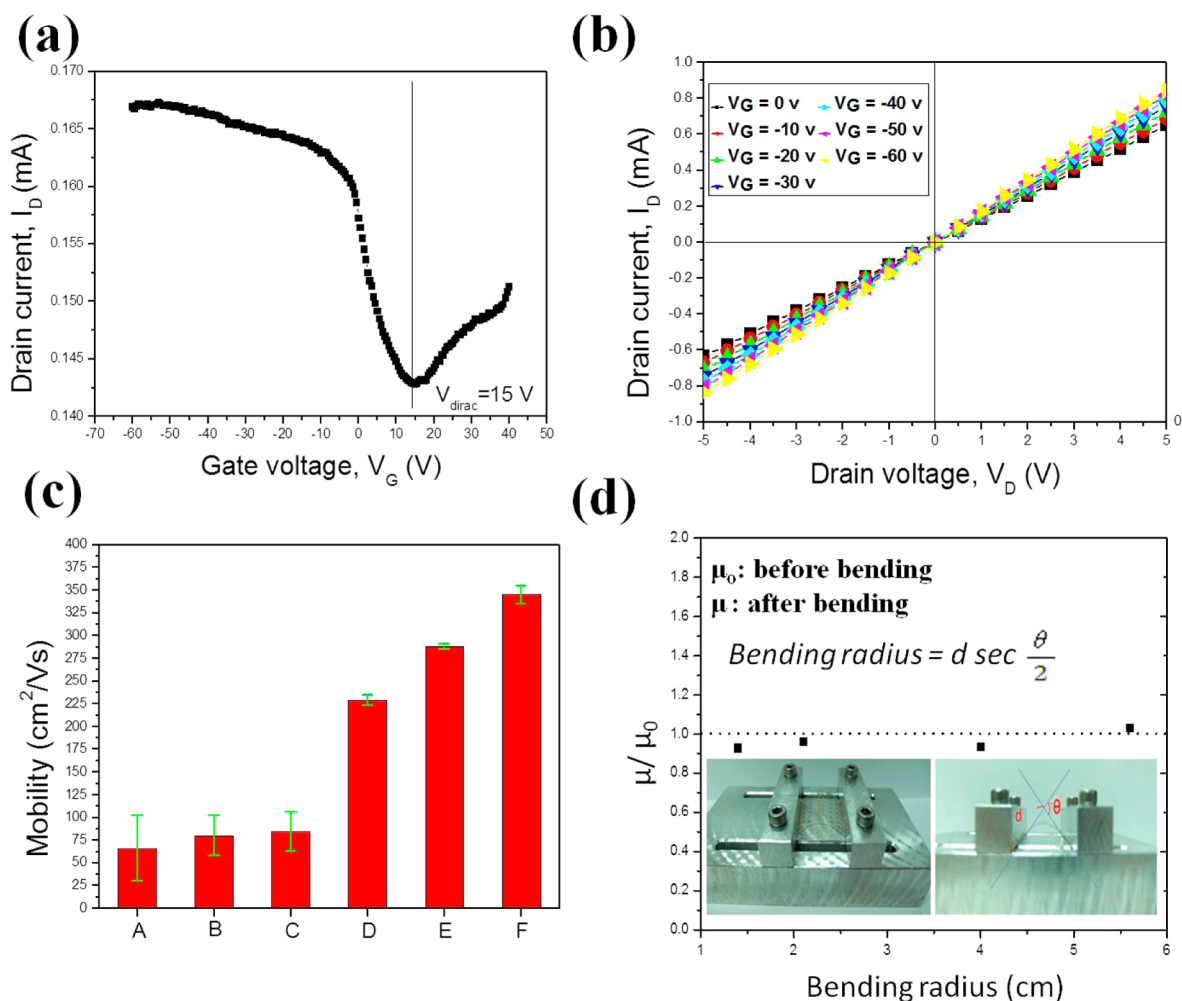 (a)
0.170
0.165
0.160
0.155
0.150
0.145
0.140
Drain current, I_D (mA)
V_dirac=15 V
-70 -60 -50 -40 -30 -20 -10 0 10 20 30 40 50
Gate voltage, V_G (V)
(b)
1.0
0.8
0.6
0.4
0.2
0.0
-0.2
-0.4
-0.6
-0.8
-1.0
Drain current, I_D (mA)
VG = 0 v
VG = -10 v
VG = -20 v
VG = -30 v
VG = -40 v
VG = -50 v
VG = -60 v
0
-5 -4 -3 -2 -1 0 1 2 3 4 5
Drain voltage, V_D (V)
(c)
400
375
350
325
300
275
250
225
200
175
150
125
100
75
50
25
0
Mobility (cm²/Vs)
A B C D E F
(d)
2.0
1.8
1.6
1.4
1.2
1.0
0.8
0.6
0.4
0.2
0.0
μ/ μ₀
μ₀: before bending
μ: after bending
Bending radius = d sec θ/2
d θ
1 2 3 4 5 6
Bending radius (cm)